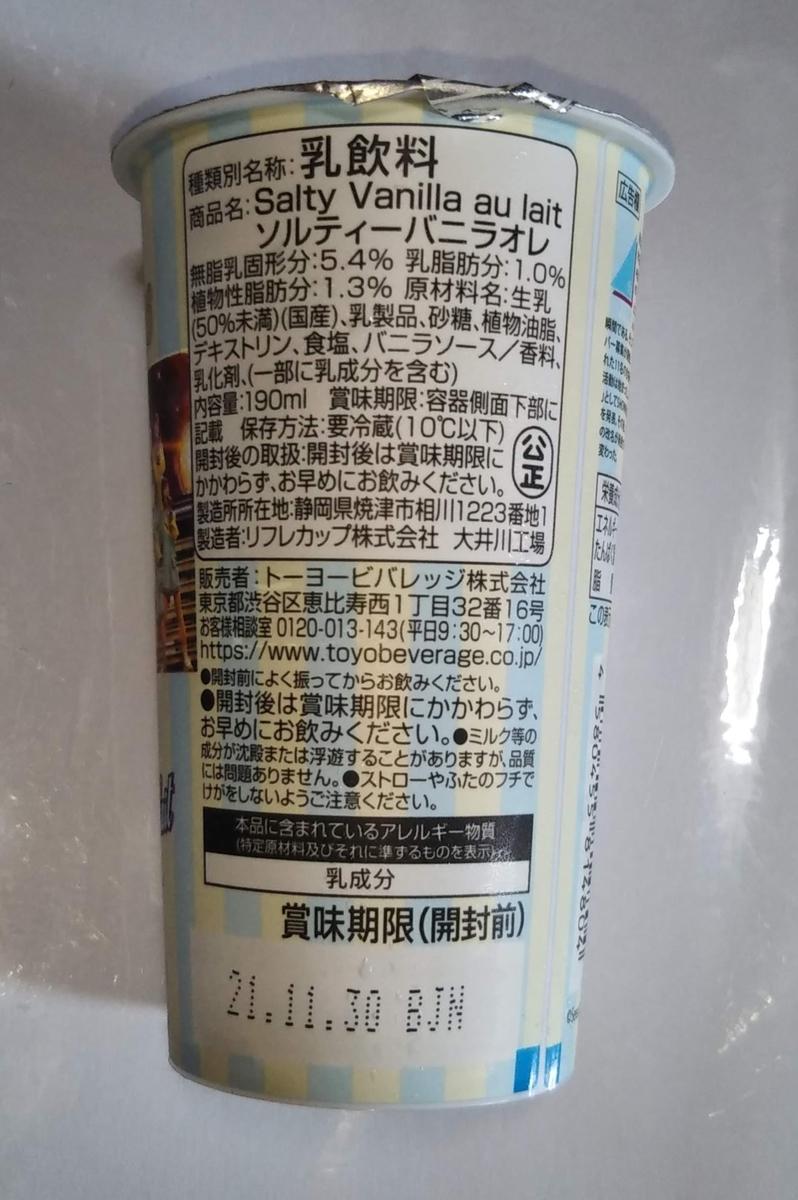 種類別名称:乳飲料
商品名:Salty Vanilla au lait
ソルティーバニラオレ
無脂乳固形分:5.4% 乳脂肪分:1.0%
植物性脂肪分:1.3% 原材料名:生乳
(50%未満)(国産)、乳製品、砂糖、植物油脂、
デキストリン、食塩、バニラソース/香料、
乳化剤、(一部に乳成分を含む)
内容量:190ml 賞味期限:容器側面下部に
記載 保存方法:要冷蔵(10℃以下)
開封後の取扱:開封後は賞味期限に
かかわらず、お早めにお飲みください。
公正
製造所所在地:静岡県焼津市相川1223番地1
製造者:リフレカップ株式会社 大井川工場
販売者:トーヨービバレッジ株式会社
東京都渋谷区恵比寿西1丁目32番16号
お客様相談室 0120-013-143(平日9:30~17:00)
https://www.toyobeverage.co.jp/
●開封前によく振ってからお飲みください。
●開封後は賞味期限にかかわらず、
お早めにお飲みください。●ミルク等の
成分が沈殿または浮遊することがありますが、品質
には問題ありません。●ストローやふたのフチで
けがをしないようご注意ください。
本品に含まれているアレルギー物質
(特定原材料及びそれに準ずるものを表示)
乳成分
賞味期限(開封前)
21.11.30 BJN
広告
エネルギー
たんぱく
脂